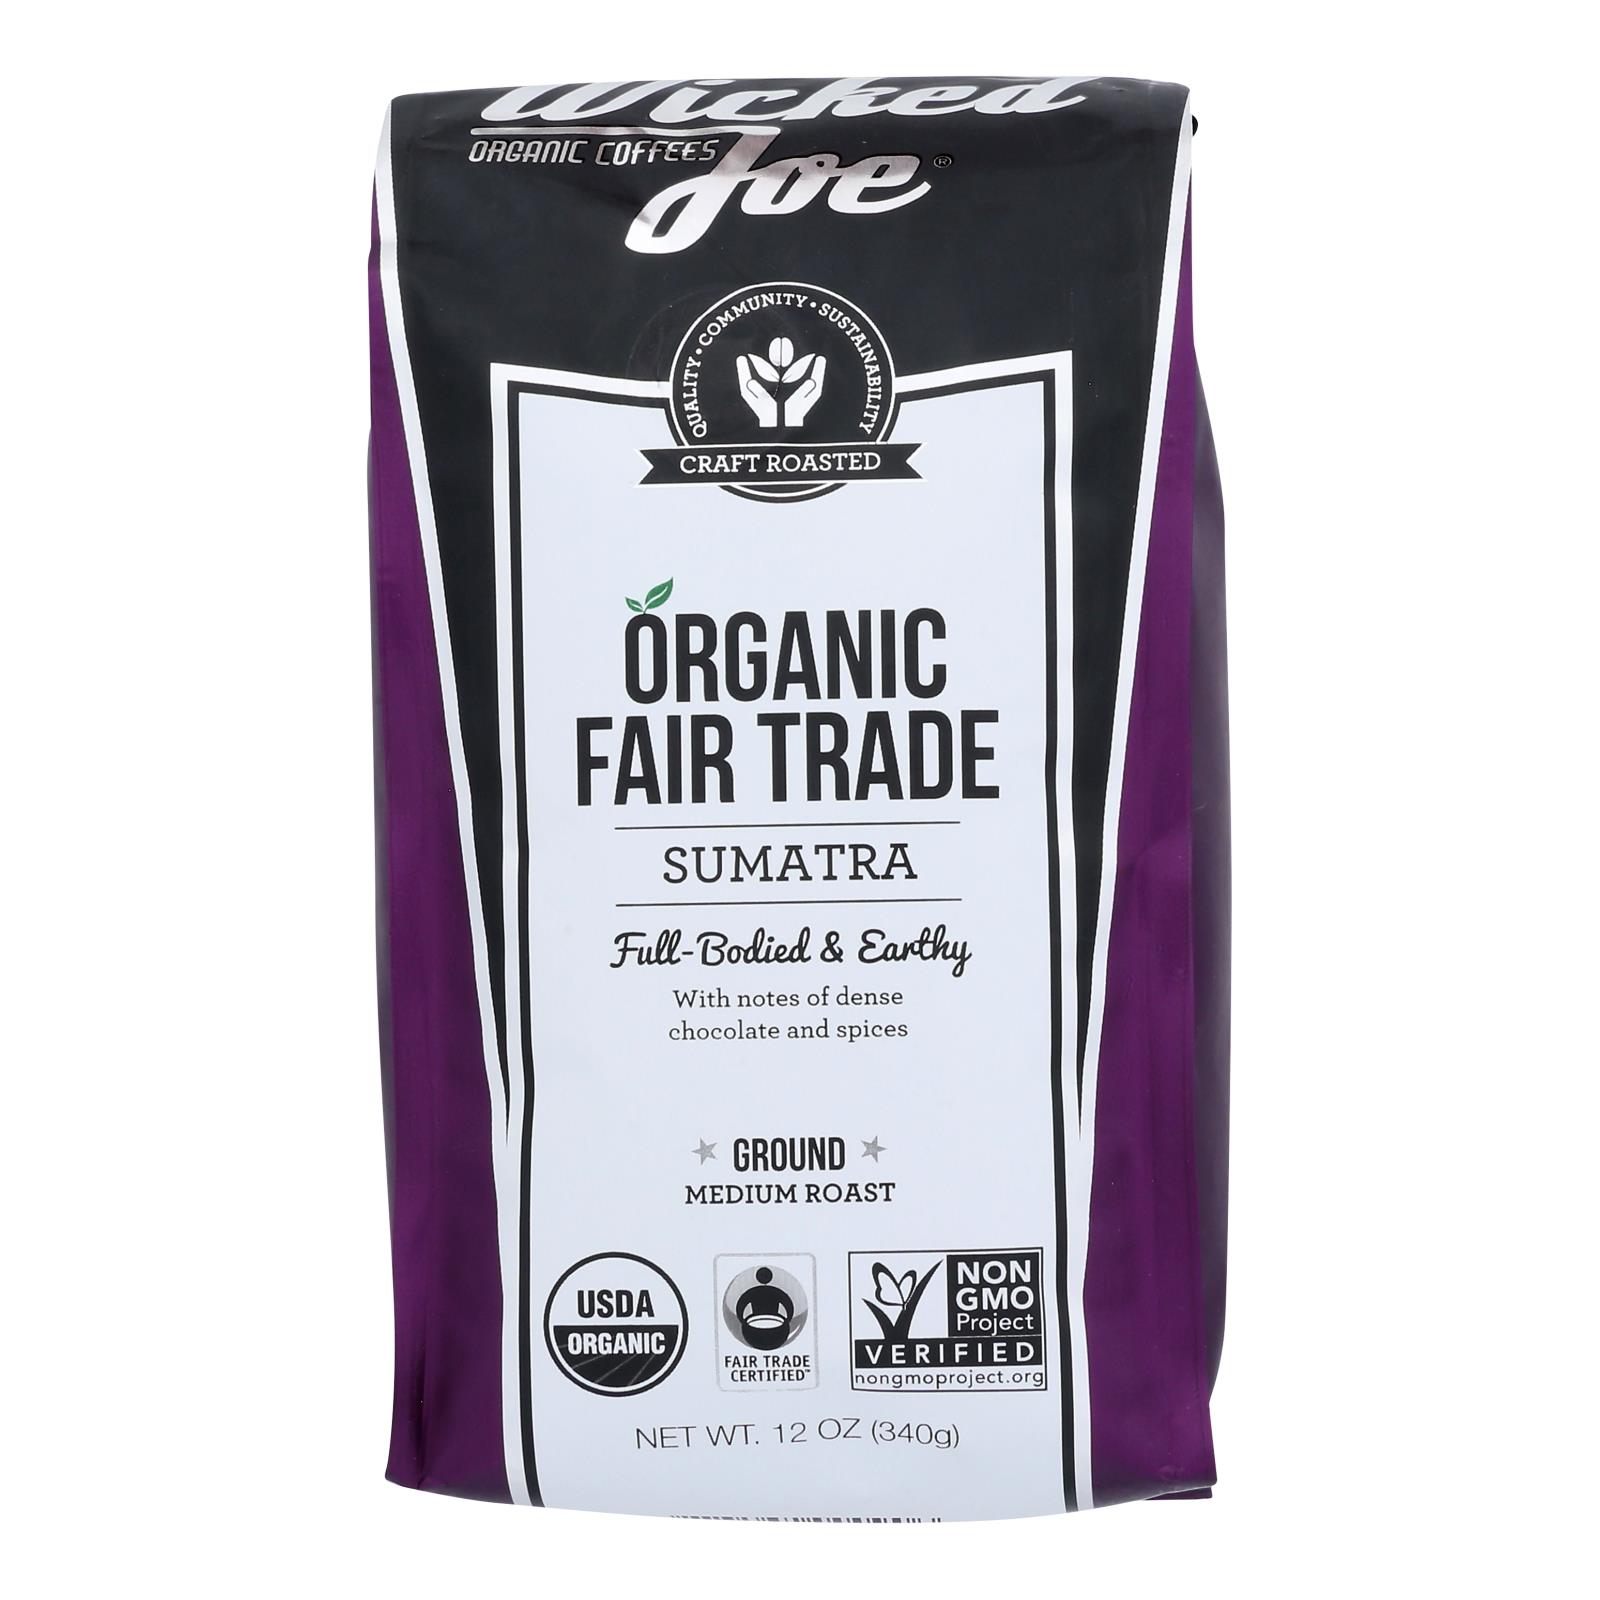 Wicked
ORGANIC COFFEES
Joe®
QUALITY • COMMUNITY • SUSTAINABILITY
CRAFT ROASTED
ORGANIC
FAIR TRADE
SUMATRA
Full-Bodied & Earthy
With notes of dense
chocolate and spices
GROUND
MEDIUM ROAST
USDA
ORGANIC
FAIR TRADE
CERTIFIED™
NON
GMO
Project
VERIFIED
nongmoproject.org
NET WT. 12 OZ (340g)